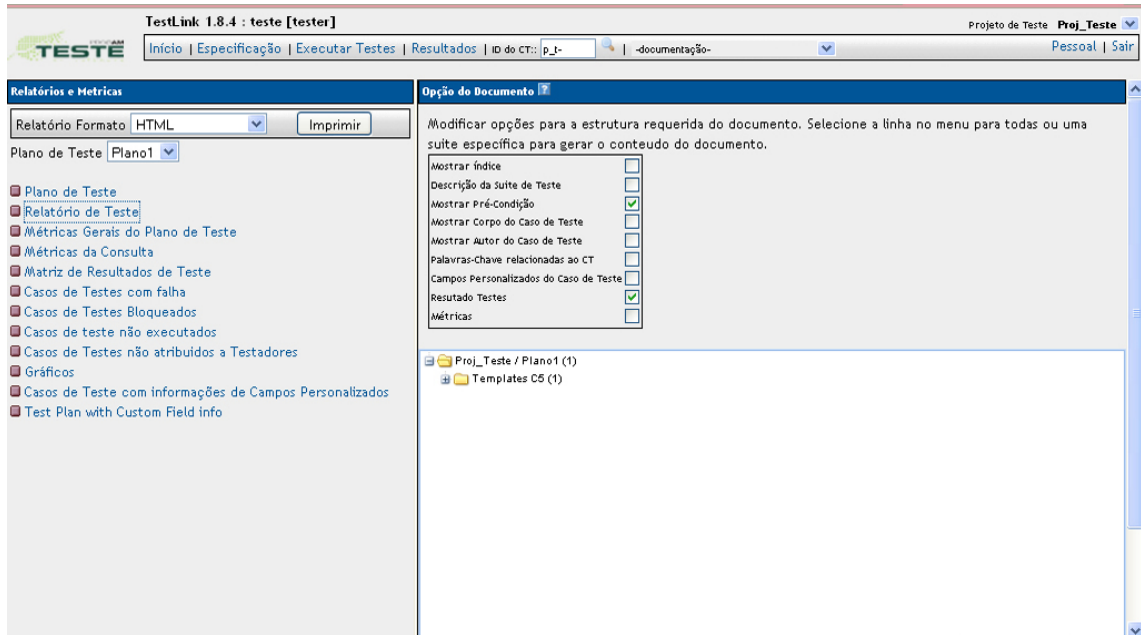 TestLink 1.8.4 : teste [tester]
Projeto de Teste Proj_Teste
TESTE
Início | Especificação | Executar Testes | Resultados | ID do CT:: p_t- | -documentação-
Pessoal | Sair
Relatórios e Metricas
Relatório Formato HTML Imprimir
Plano de Teste Plano1
Plano de Teste
Relatório de Teste
Métricas Gerais do Plano de Teste
Métricas da Consulta
Matriz de Resultados de Teste
Casos de Testes com falha
Casos de Testes Bloqueados
Casos de teste não executados
Casos de Testes não atribuídos a Testadores
Gráficos
Casos de Teste com informações de Campos Personalizados
Test Plan with Custom Field info
Opção do Documento ?
Modificar opções para a estrutura requerida do documento. Selecione a linha no menu para todas ou uma
suite específica para gerar o conteudo do documento.
Mostrar índice
Descrição da Suite de Teste
Mostrar Pré-Condição
Mostrar Corpo do Caso de Teste
Mostrar Autor do Caso de Teste
Palavras-Chave relacionadas ao CT
Campos Personalizados do Caso de Teste
Resutado Testes
Métricas
Proj_Teste / Plano1 (1)
Templates C5 (1)